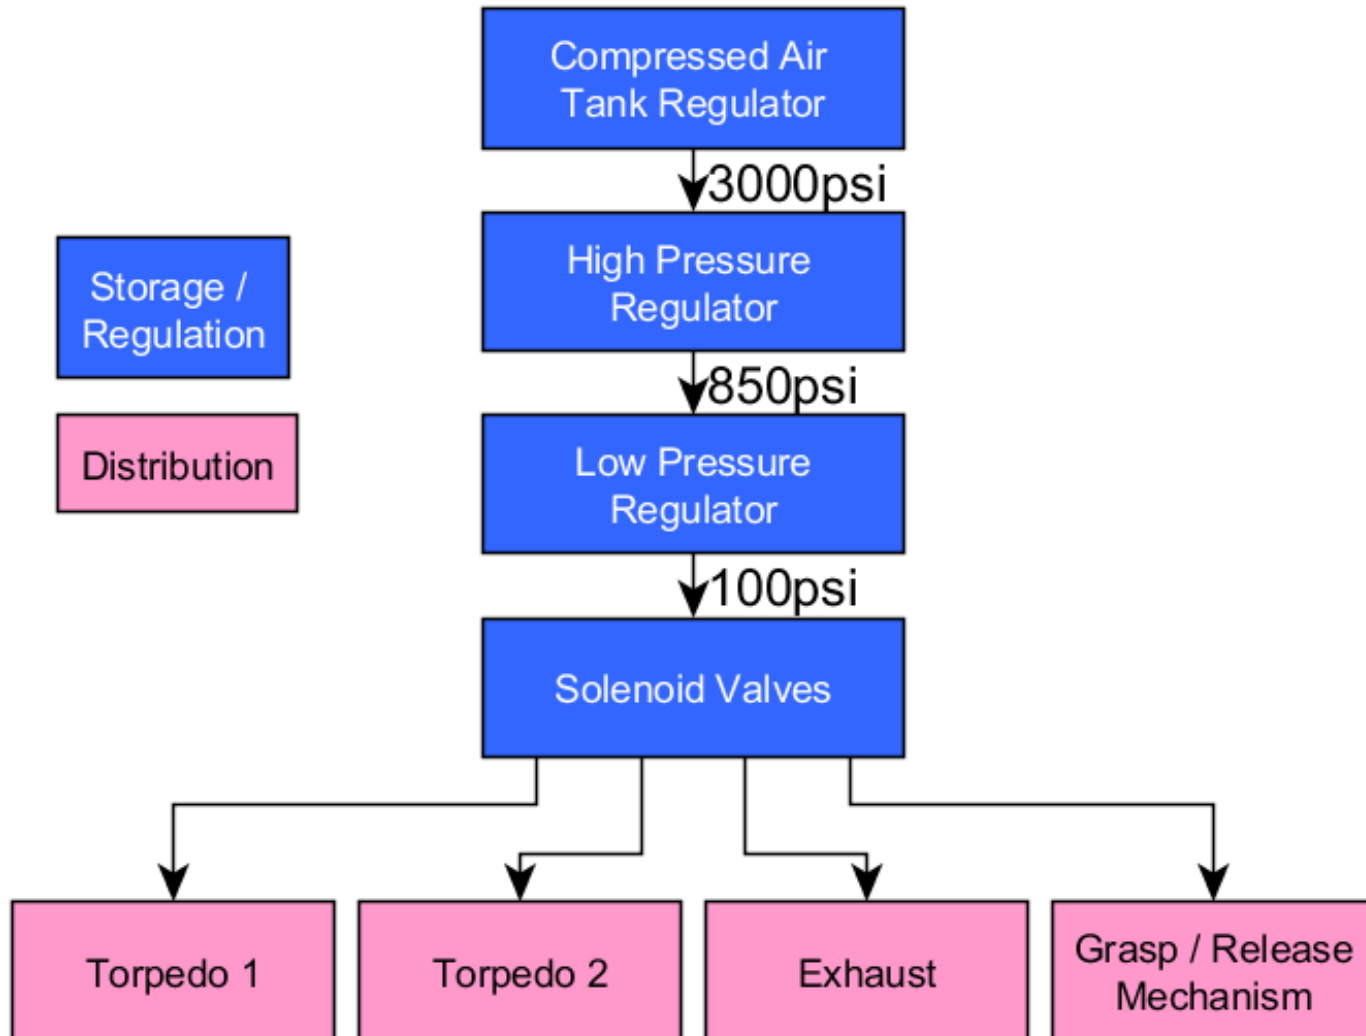 Compressed Air
Tank Regulator
3000psi
High Pressure
Regulator
850psi
Low Pressure
Regulator
100psi
Solenoid Valves
Storage /
Regulation
Distribution
Torpedo 1
Torpedo 2
Exhaust
Grasp / Release
Mechanism